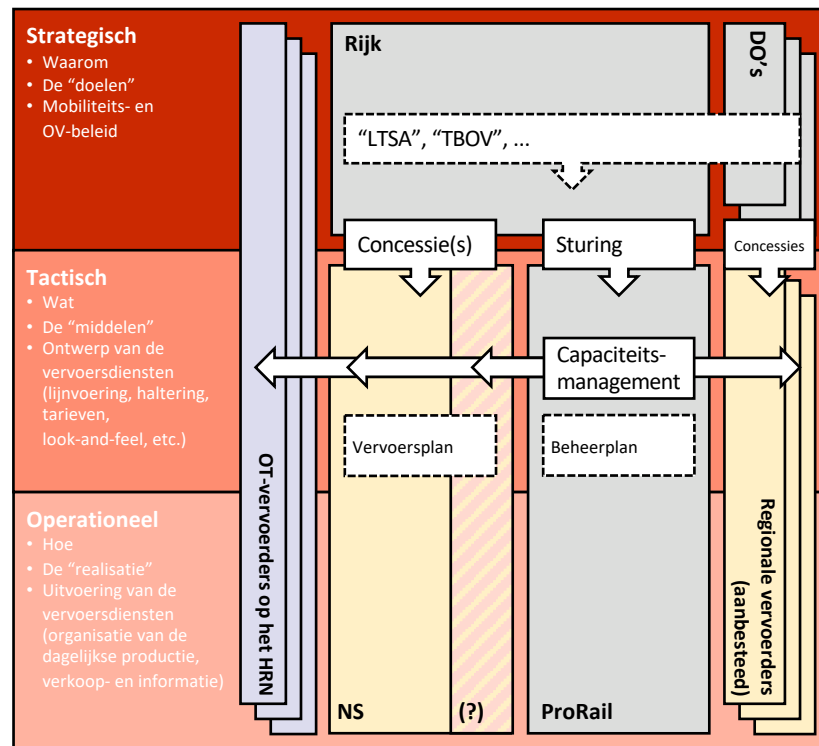 Strategisch
• Waarom
• De “doelen”
• Mobiliteits- en
OV-beleid
Rijk
DO’s
“LTSA”, “TBOV”, ...
Concessie(s)
Sturing
Concessies
Tactisch
• Wat
• De “middelen”
• Ontwerp van de
vervoersdiensten
(lijnvoering, haltering,
tarieven,
look-and-feel, etc.)
Capaciteits-
management
Vervoersplan
Beheerplan
Operationeel
• Hoe
• De “realisatie”
• Uitvoering van de
vervoersdiensten
(organisatie van de
dagelijkse productie,
verkoop- en informatie)
OT-vervoerders op het HRN
NS
(?)
ProRail
Regionale vervoerders
(aanbesteed)